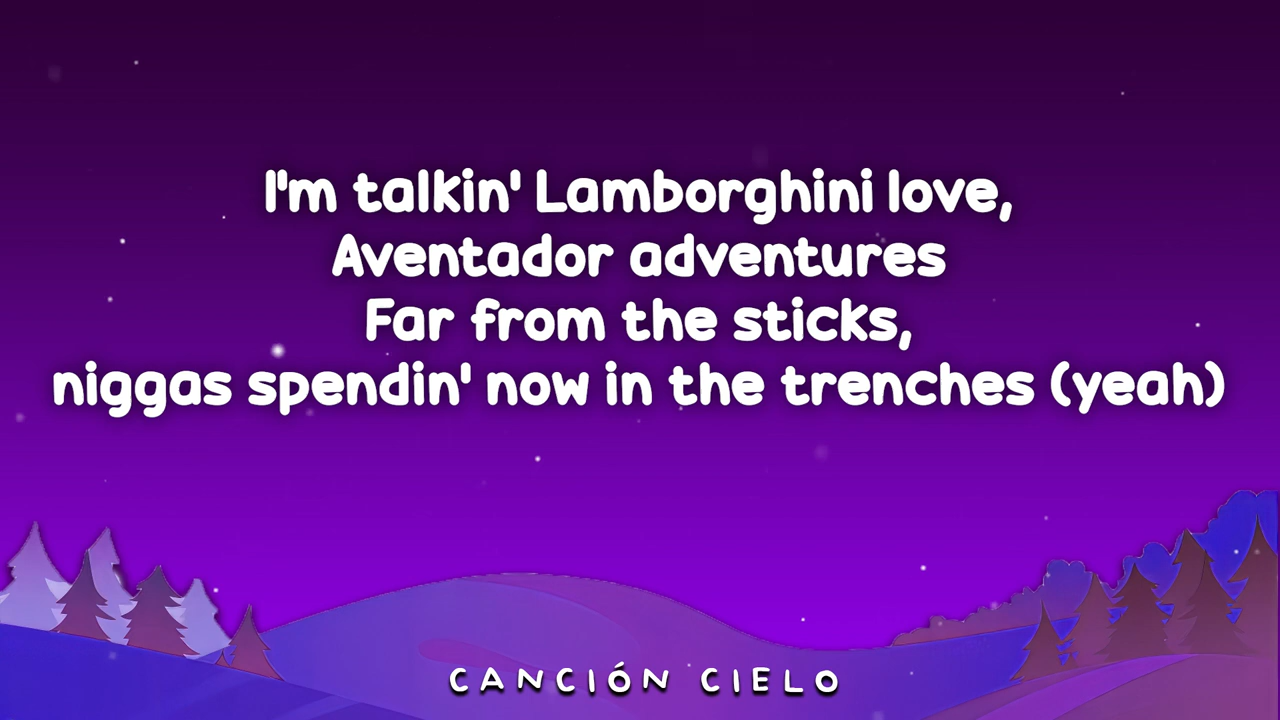 I'm talkin' Lamborghini love,
Aventador adventures
Far from the sticks,
niggas spendin' now in the trenches (yeah)
CANCIÓN CIELO